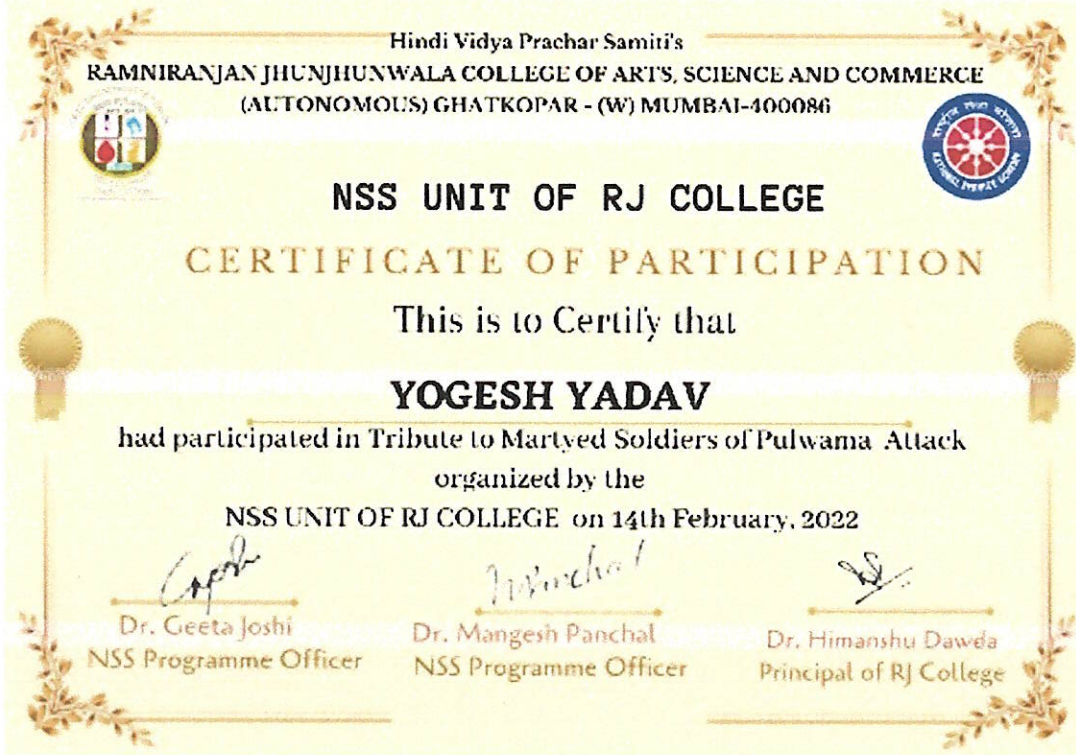 Hindi Vidya Prachar Samiti's
RAMNIRANJAN JHUNJHUNWALA COLLEGE OF ARTS, SCIENCE AND COMMERCE
(AUTONOMOUS) GHATKOPAR - (W) MUMBAI-400086
NSS UNIT OF RJ COLLEGE
CERTIFICATE OF PARTICIPATION
This is to Certify that
YOGESH YADAV
had participated in Tribute to Martyed Soldiers of Pulwama Attack
organized by the
NSS UNIT OF RJ COLLEGE on 14th February, 2022
Dr. Geeta Joshi
NSS Programme Officer
Dr. Mangesh Panchal
NSS Programme Officer
Dr. Himanshu Dawda
Principal of RJ College